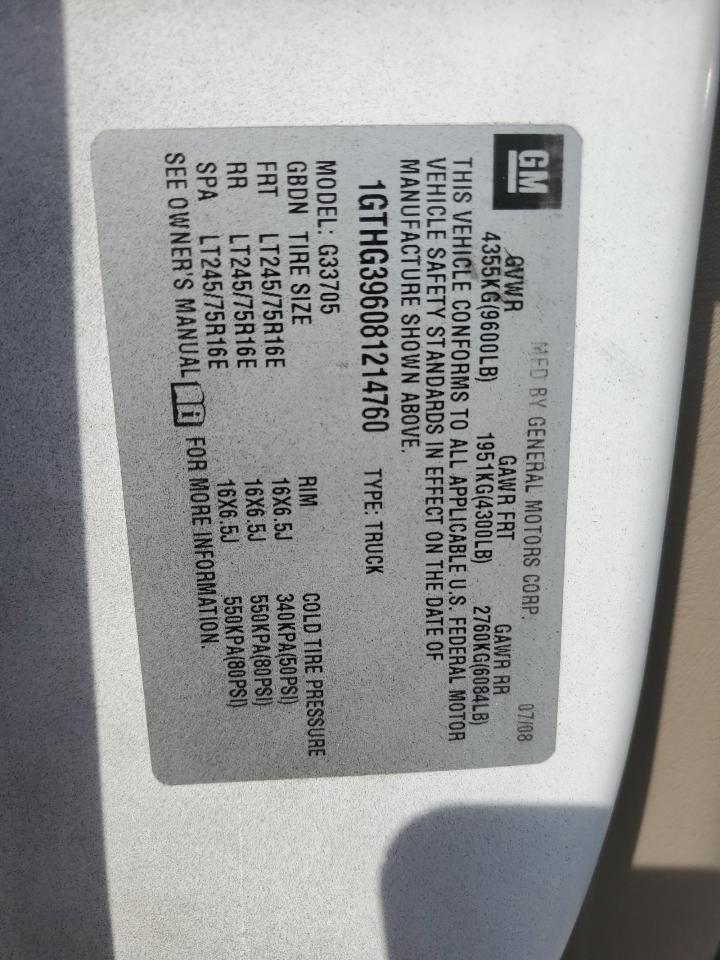 GM
MFD BY GENERAL MOTORS CORP. 07/08
GVWR GAWR FRT GAWR RR
4355KG(9600LB) 1951KG(4300LB) 2760KG(6084LB)
THIS VEHICLE CONFORMS TO ALL APPLICABLE U.S. FEDERAL MOTOR
VEHICLE SAFETY STANDARDS IN EFFECT ON THE DATE OF
MANUFACTURE SHOWN ABOVE.
1GTHG396081214760 TYPE: TRUCK
MODEL: G33705
GBDN TIRE SIZE RIM COLD TIRE PRESSURE
FRT LT245/75R16E 16X6.5J 340KPA(50PSI)
RR LT245/75R16E 16X6.5J 550KPA(80PSI)
SPA LT245/75R16E 16X6.5J 550KPA(80PSI)
SEE OWNER'S MANUAL FOR MORE INFORMATION.